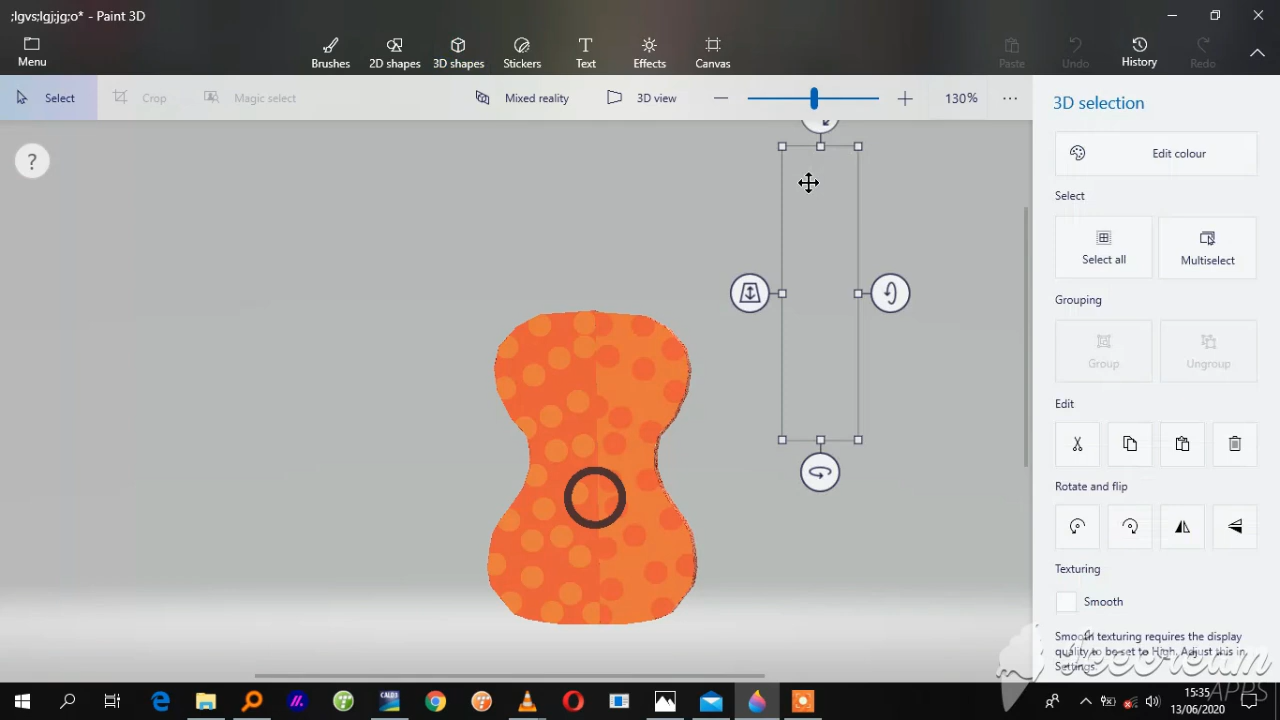 ;lgvs;lgj;jg;o* - Paint 3D
Menu
Brushes
2D shapes
3D shapes
Stickers
Text
Effects
Canvas
Paste
Undo
History
Redo
Select
Crop
Magic select
Mixed reality
3D view
130%
?
3D selection
Edit colour
Select
Select all
Multiselect
Grouping
Group
Ungroup
Edit
Rotate and flip
Texturing
Smooth
Smooth texturing requires the display
quality to be set to High. Adjust this in
Settings.
Icecream
APPS
CALDO
15:35
13/06/2020